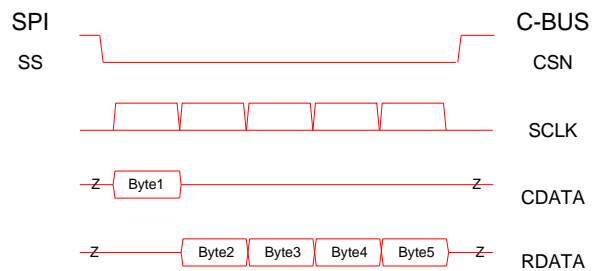 SPI C-BUS
SS CSN
SCLK
Z Byte1 Z CDATA
Z Byte2 Byte3 Byte4 Byte5 Z RDATA